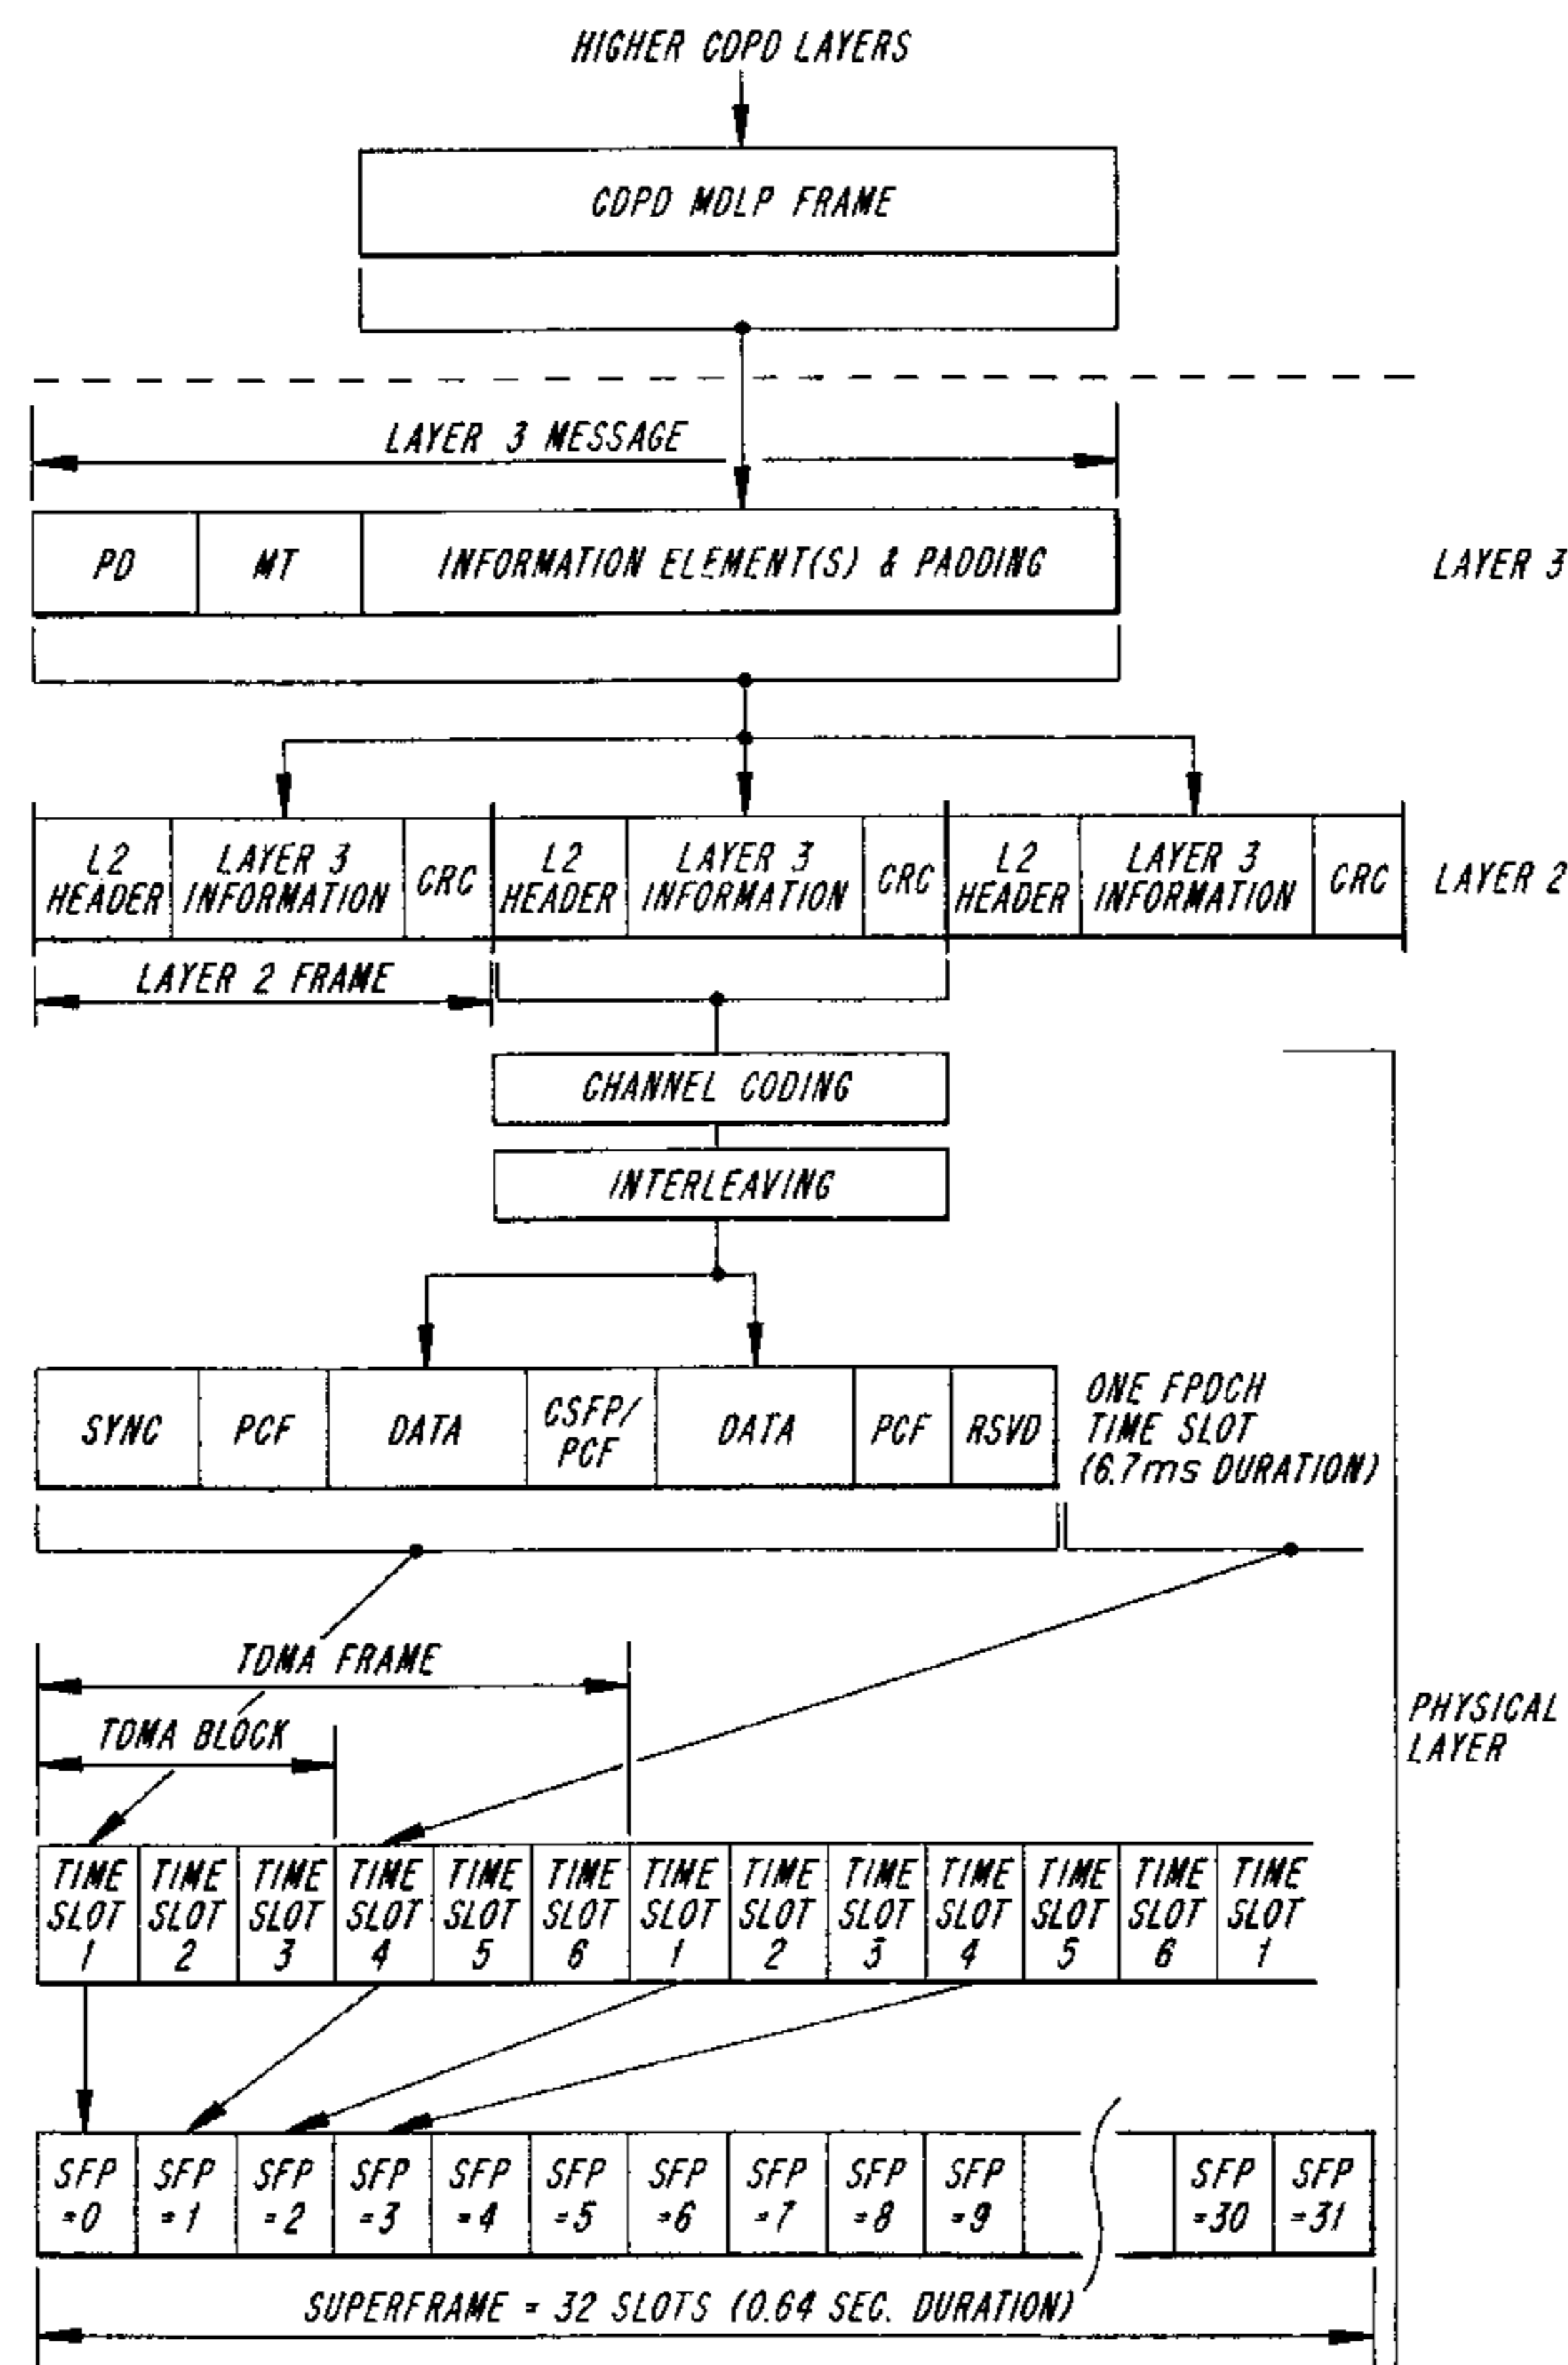 HIGHER CDPD LAYERS
CDPD MDLP FRAME
LAYER 3 MESSAGE
PD
MT
INFORMATION ELEMENT(S) & PADDING
LAYER 3
L2
HEADER
LAYER 3
INFORMATION
CRC
L2
HEADER
LAYER 3
INFORMATION
CRC
L2
HEADER
LAYER 3
INFORMATION
CRC
LAYER 2
LAYER 2 FRAME
CHANNEL CODING
INTERLEAVING
SYNC
PCF
DATA
CSFP/
PCF
DATA
PCF
RSVD
ONE FPDCH
TIME SLOT
(6.7ms DURATION)
TDMA FRAME
TDMA BLOCK
PHYSICAL
LAYER
TIME
SLOT
1
TIME
SLOT
2
TIME
SLOT
3
TIME
SLOT
4
TIME
SLOT
5
TIME
SLOT
6
TIME
SLOT
1
TIME
SLOT
2
TIME
SLOT
3
TIME
SLOT
4
TIME
SLOT
5
TIME
SLOT
6
TIME
SLOT
1
SFP
=0
SFP
=1
SFP
=2
SFP
=3
SFP
=4
SFP
=5
SFP
=6
SFP
=7
SFP
=8
SFP
=9
SFP
=30
SFP
=31
SUPERFRAME = 32 SLOTS (0.64 SEC. DURATION)